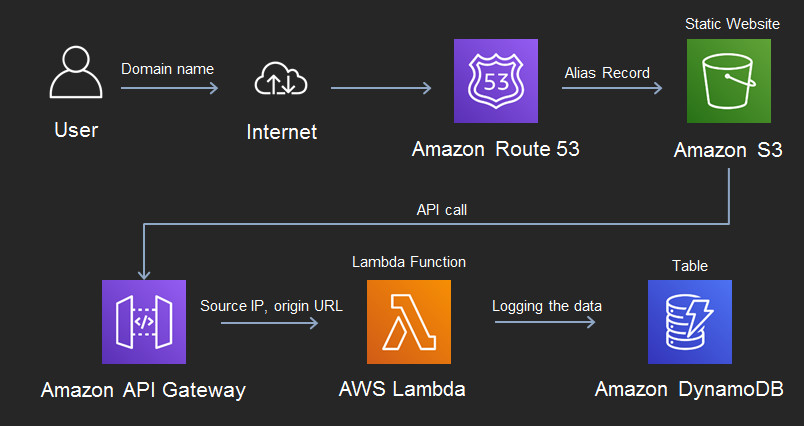 Static Website
Domain name
Alias Record
53
User
Internet
Amazon Route 53
Amazon S3
API call
Lambda Function
Table
Source IP, origin URL
Logging the data
</>
Amazon API Gateway
AWS Lambda
Amazon DynamoDB